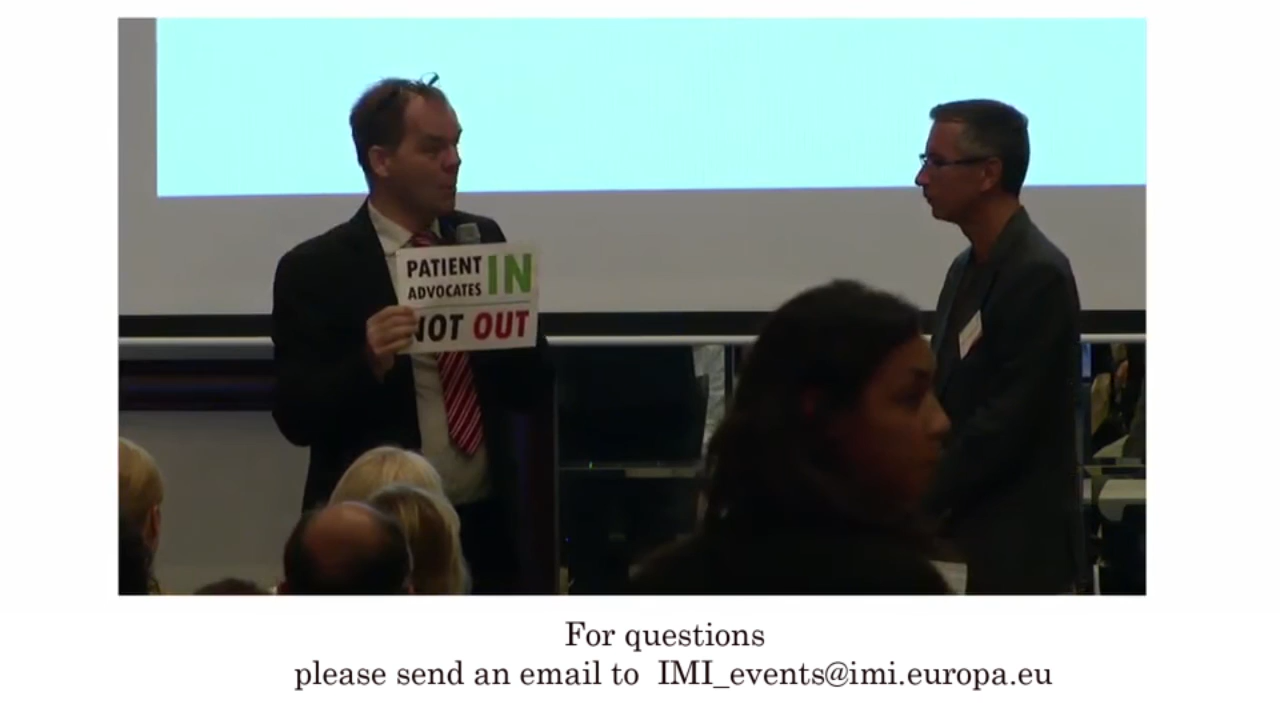 PATIENT IN
ADVOCATES
NOT OUT
For questions
please send an email to IMI_events@imi.europa.eu